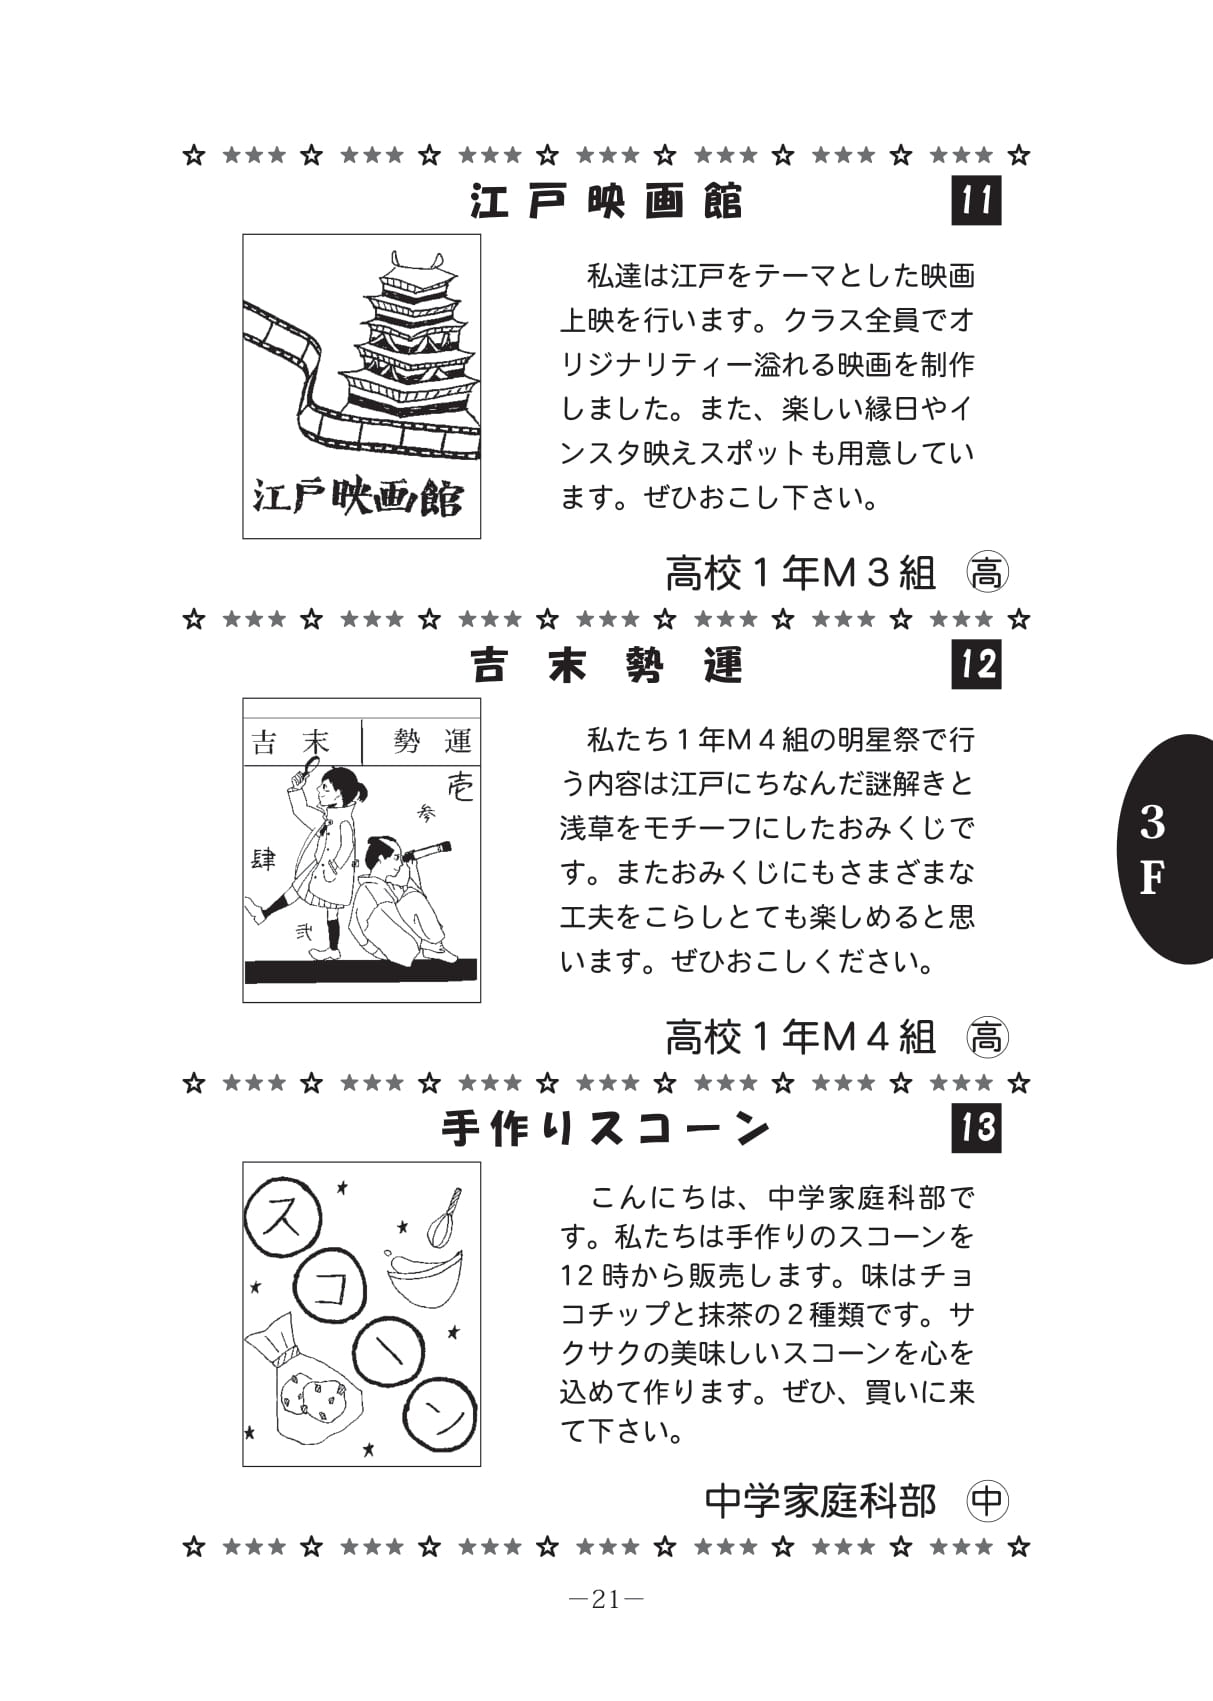 江戸映画館
11
江戸映画館
私達は江戸をテーマとした映画
上映を行います。クラス全員でオ
リジナリティー溢れる映画を制作
しました。また、楽しい縁日やイ
ンスタ映えスポットも用意してい
ます。ぜひおこし下さい。
高校1年M3組 高
吉末勢運
12
吉末 勢運
壱
参
肆
弐
私たち1年M4組の明星祭で行
う内容は江戸にちなんだ謎解きと
浅草をモチーフにしたおみくじで
す。またおみくじにもさまざまな
工夫をこらしとても楽しめると思
います。ぜひおこしください。
高校1年M4組 高
3F
手作りスコーン
13
スコーン
こんにちは、中学家庭科部で
す。私たちは手作りのスコーンを
12時から販売します。味はチョ
コチップと抹茶の2種類です。サ
クサクの美味しいスコーンを心を
込めて作ります。ぜひ、買いに来
て下さい。
中学家庭科部 中
—21—